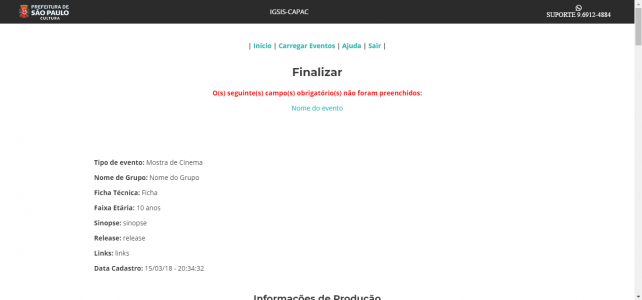 PREFEITURA DE
SÃO PAULO
CULTURA
IGSIS-CAPAC
SUPORTE 9.6912-4884
| Início | Carregar Eventos | Ajuda | Sair |
Finalizar
O(s) seguinte(s) campo(s) obrigatório(s) não foram preenchidos:
Nome do evento
Tipo de evento: Mostra de Cinema
Nome de Grupo: Nome do Grupo
Ficha Técnica: Ficha
Faixa Etária: 10 anos
Sinopse: sinopse
Release: release
Links: links
Data Cadastro: 15/03/18 - 20:34:32
Informações de Produção